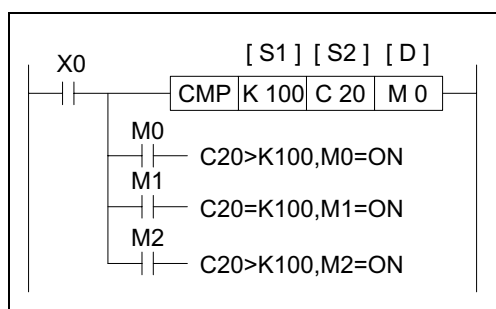 [ S1 ] [ S2 ] [ D ]
X0
CMP K 100 C 20 M 0
M0
C20>K100,M0=ON
M1
C20=K100,M1=ON
M2
C20>K100,M2=ON